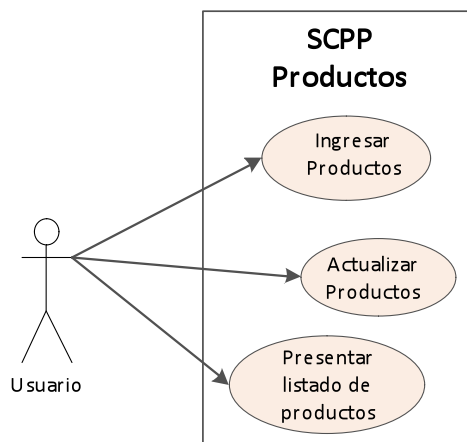 SCPP
Productos
Ingresar
Productos
Actualizar
Productos
Usuario
Presentar
listado de
productos